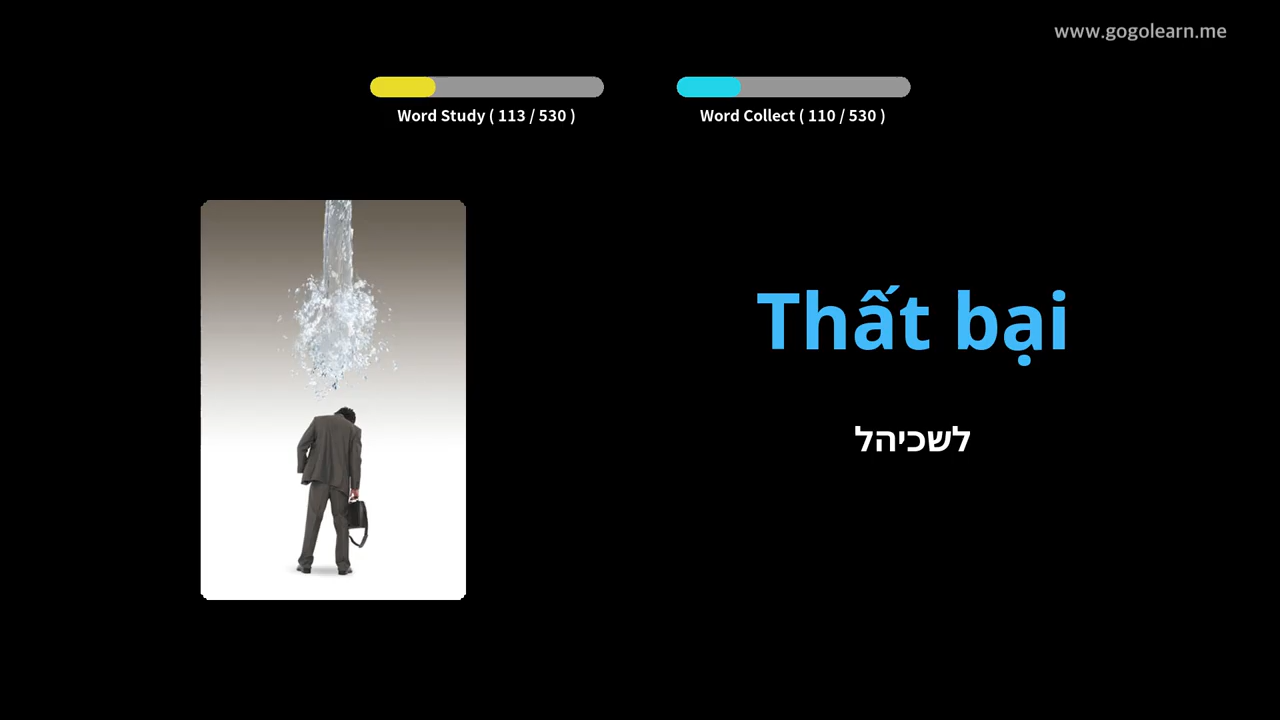 www.gogolearn.me
Word Study ( 113 / 530 )
Word Collect ( 110 / 530 )
Thất bại
לשכיהל